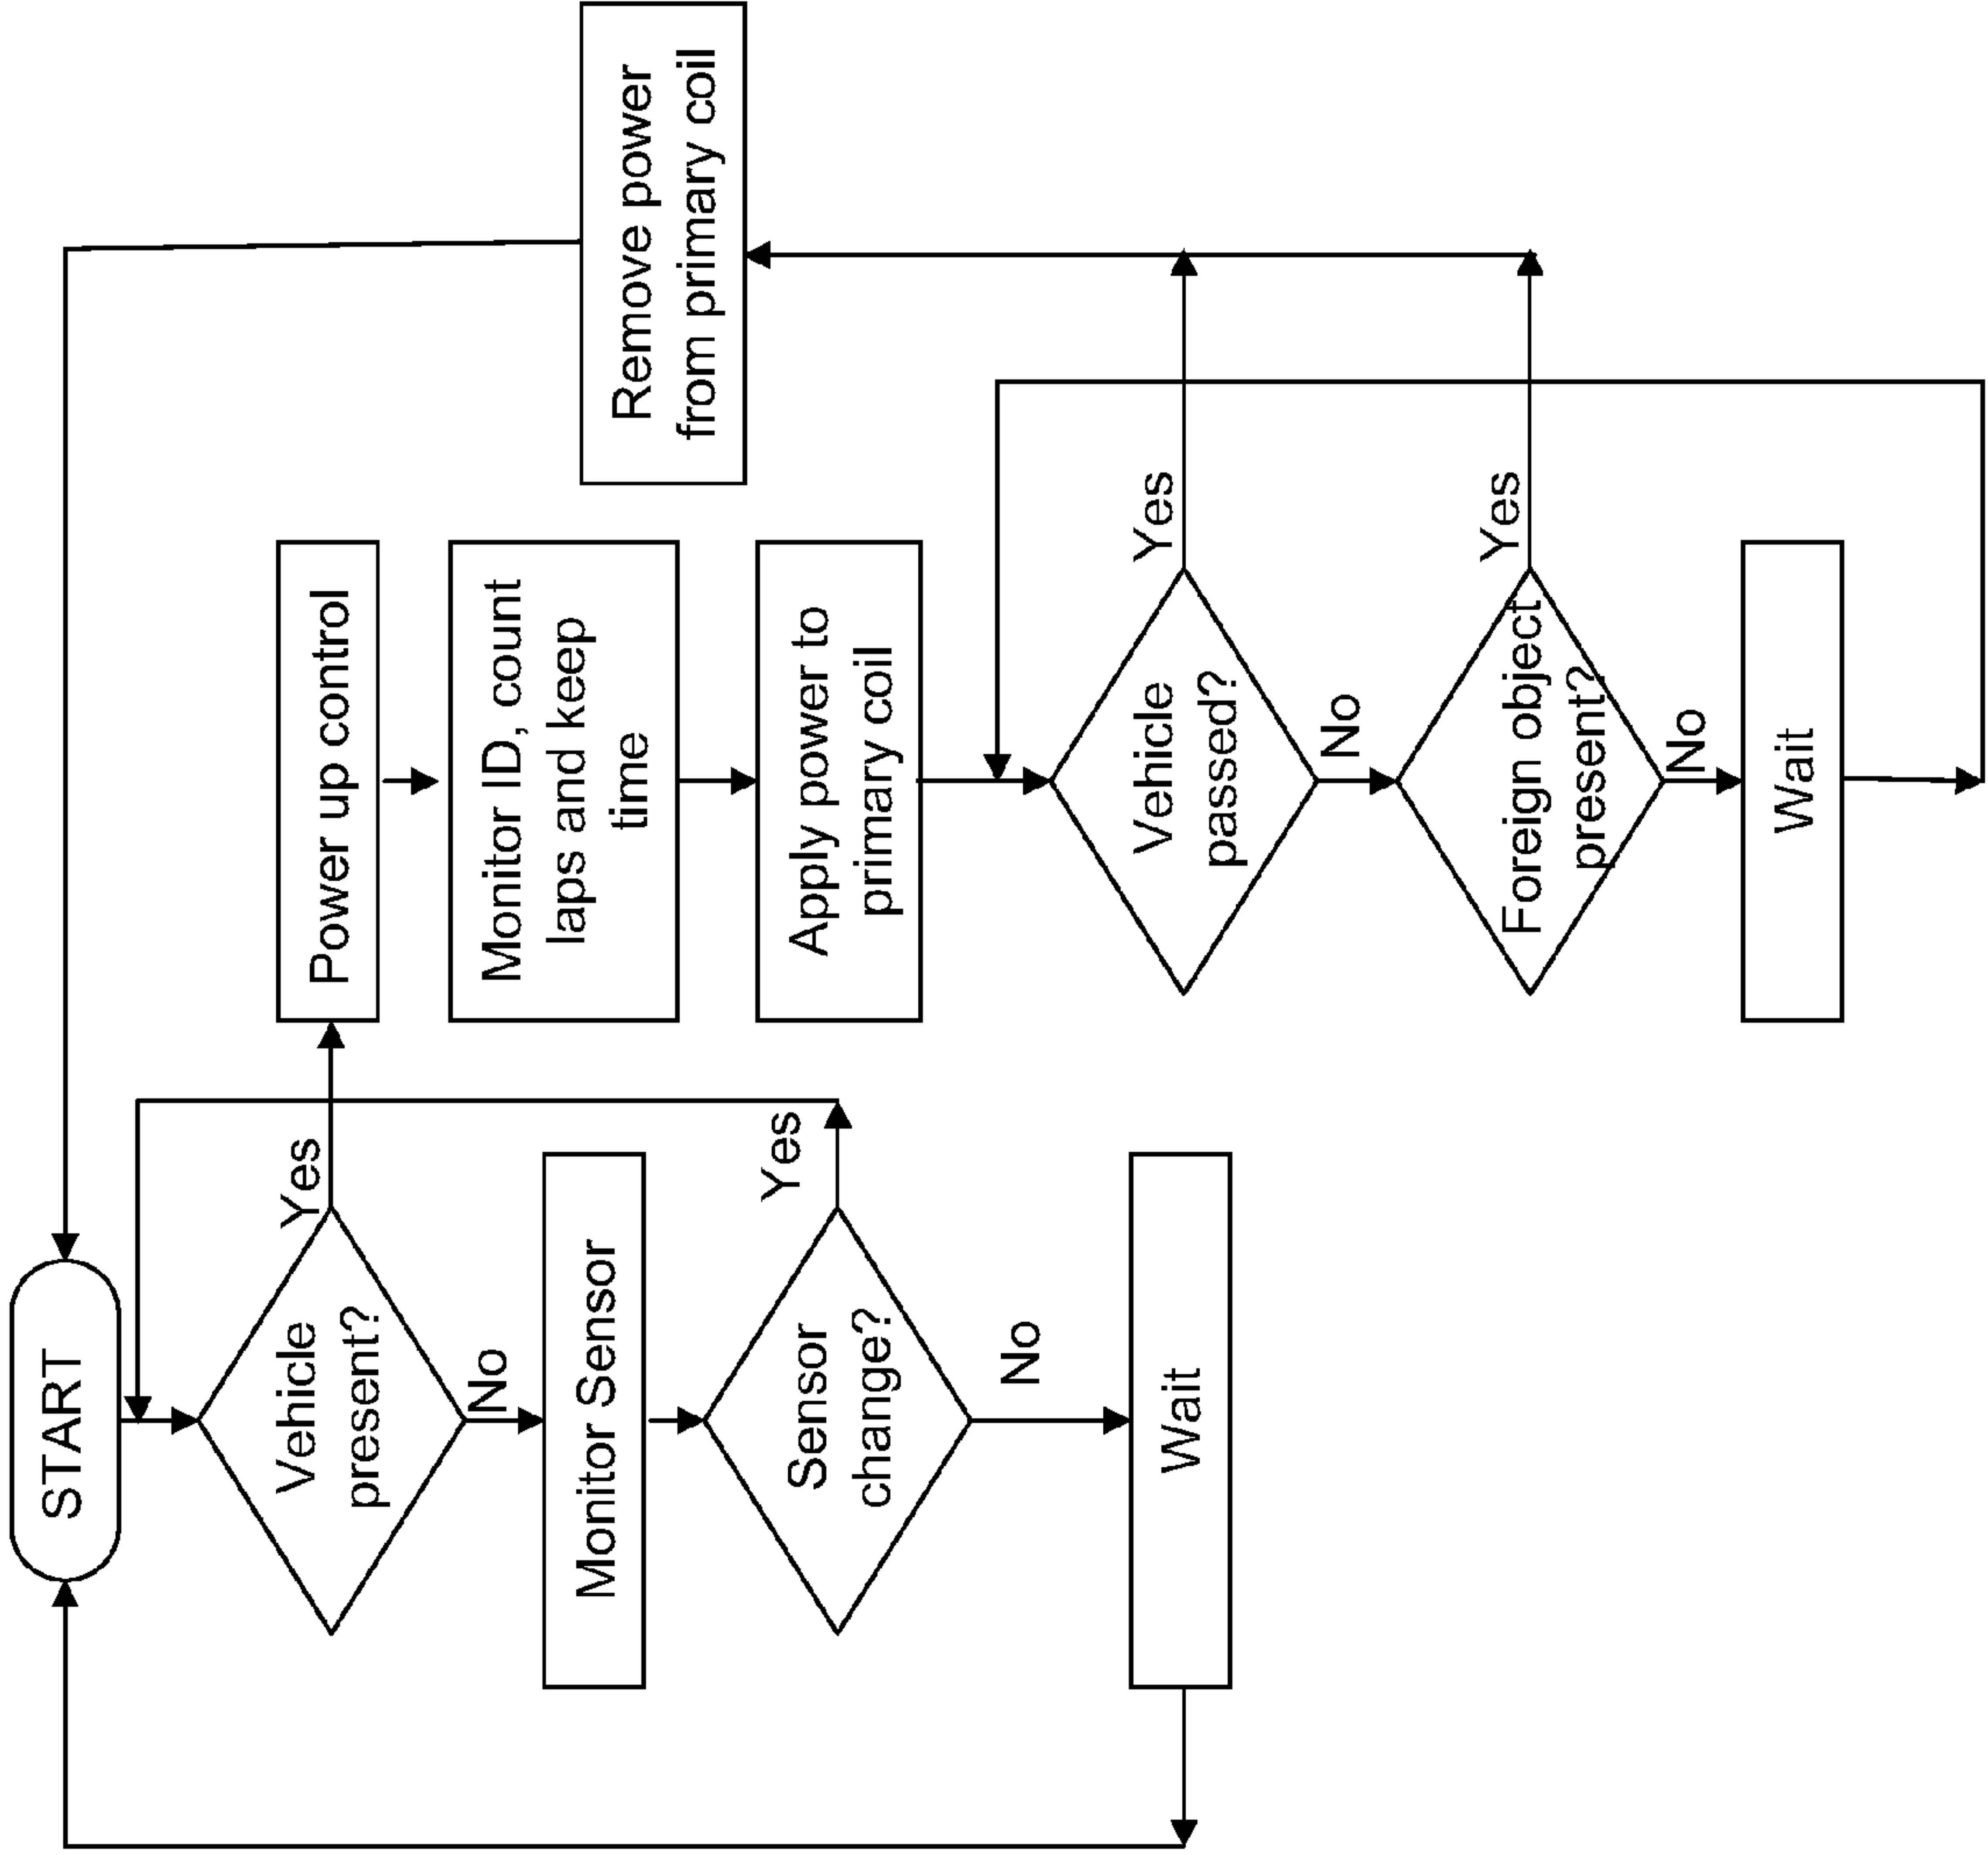 START
Vehicle
present?
Yes
No
Monitor Sensor
Sensor
change?
Yes
No
Wait
Power up control
Monitor ID, count
laps and keep
time
Apply power to
primary coil
Vehicle
passed?
Yes
No
Foreign object
present?
Yes
No
Wait
Remove power
from primary coil